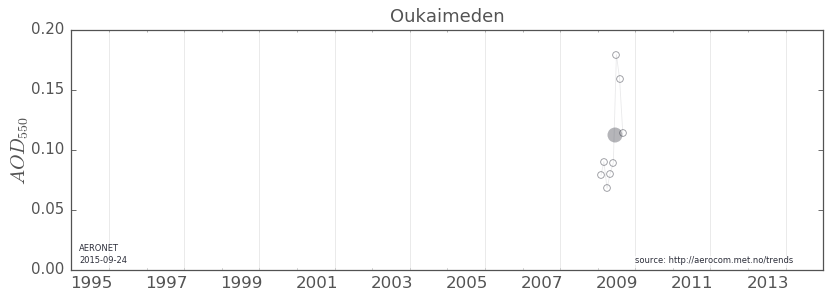 Oukaimeden
0.20
0.15
0.10
0.05
0.00
AOD550
AERONET
2015-09-24
source: http://aerocom.met.no/trends
1995 1997 1999 2001 2003 2005 2007 2009 2011 2013